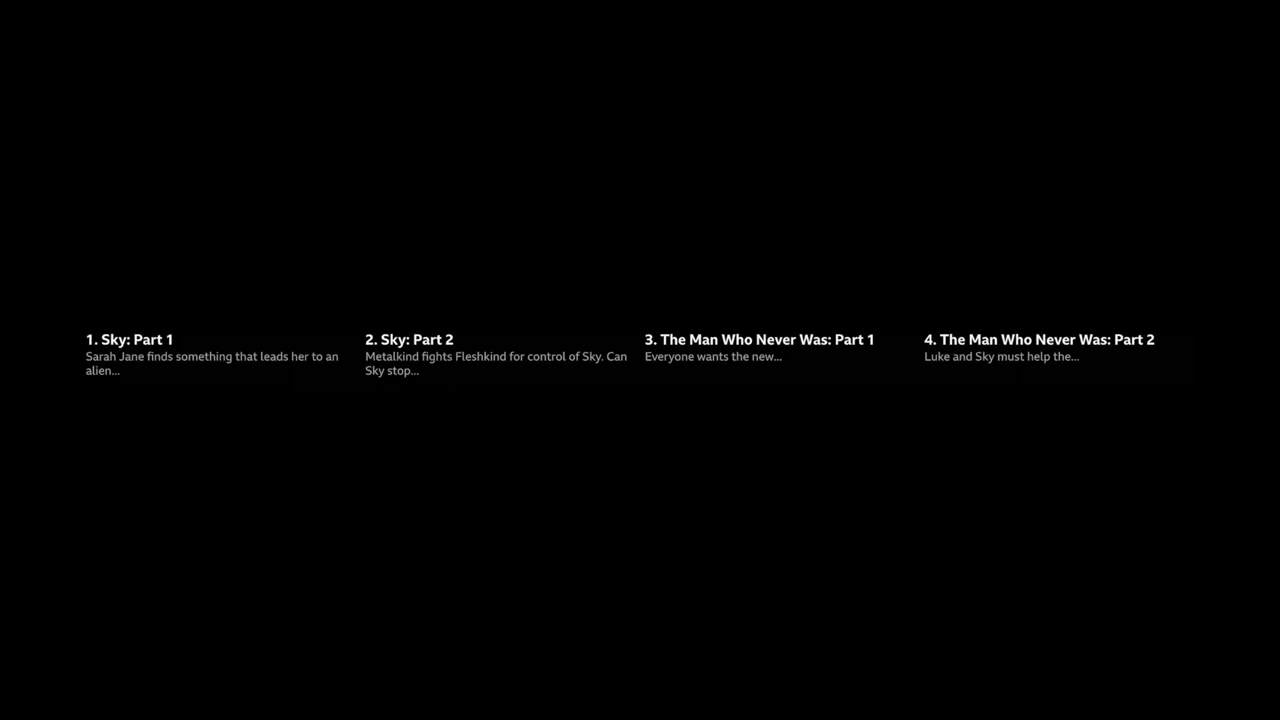 1. Sky: Part 1
Sarah Jane finds something that leads her to an
alien...
2. Sky: Part 2
Metalkind fights Fleshkind for control of Sky. Can
Sky stop...
3. The Man Who Never Was: Part 1
Everyone wants the new...
4. The Man Who Never Was: Part 2
Luke and Sky must help the...